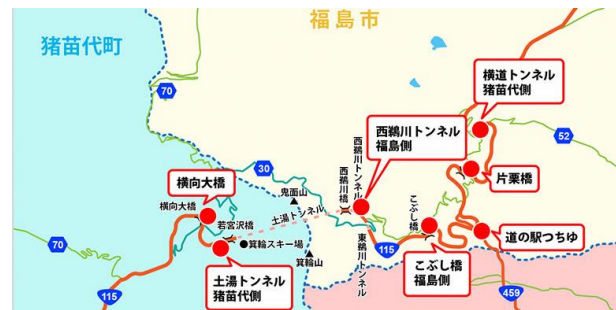 福島市
猪苗代町
横道トンネル
猪苗代側
70
52
西鵜川トンネル
福島側
西鵜川トンネル
西鵜川橋
30
横向大橋
鬼面山
片栗橋
横向大橋
土湯トンネル
こぶし橋
若宮沢橋
箕輪スキー場
東鵜川トンネル
道の駅つちゆ
70
箕輪山
115
こぶし橋
福島側
土湯トンネル
猪苗代側
115
459